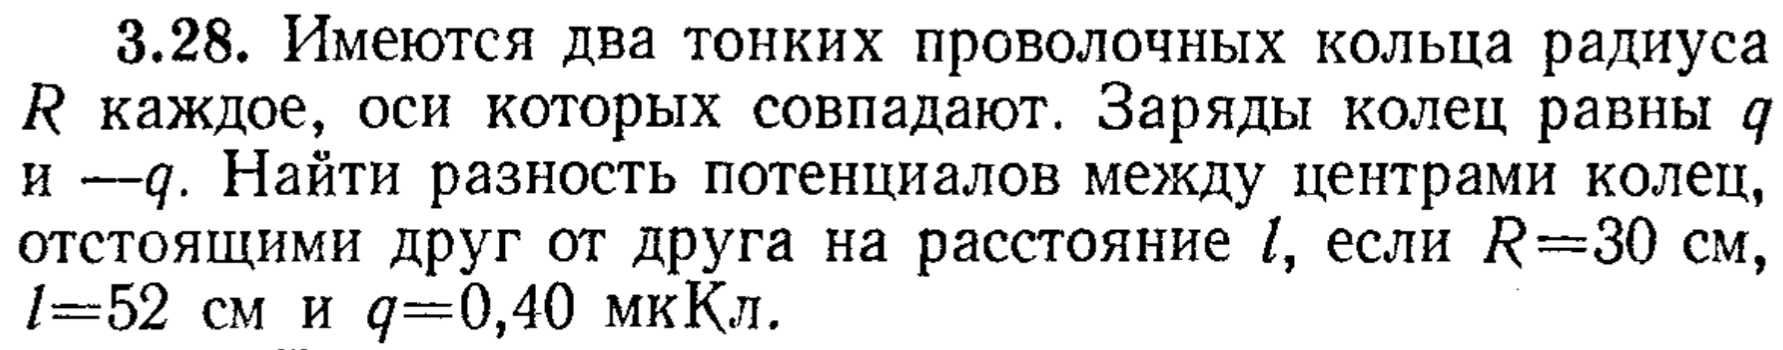 3.28. Имеются два тонких проволочных кольца радиуса
R каждое, оси которых совпадают. Заряды колец равны q
и —q. Найти разность потенциалов между центрами колец,
отстоящими друг от друга на расстояние l, если R=30 см,
l=52 см и q=0,40 мкКл.